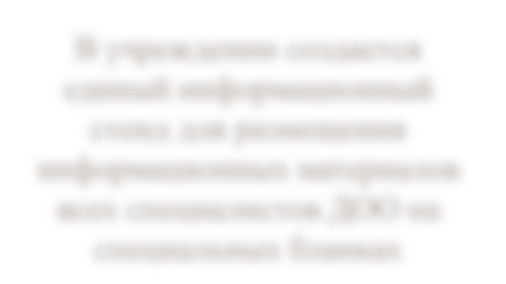 В учреждении создается
единый информационный
стенд для размещения
информационных материалов
всех специалистов ДОО на
специальных бланках